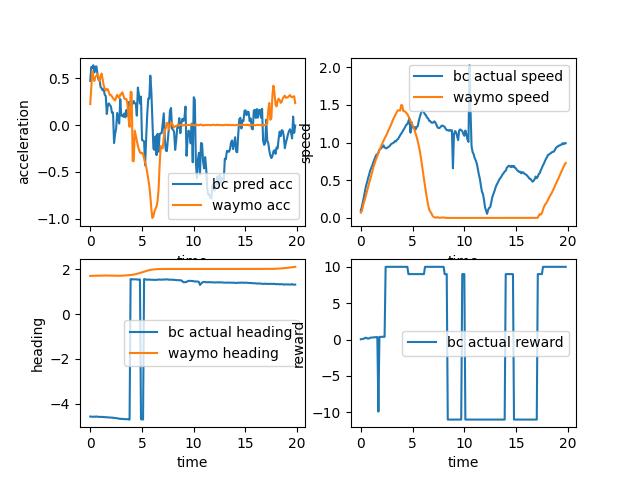 acceleration
0.5
0.0
−0.5
−1.0
bc pred acc
waymo acc
0
5
10
15
20
time
speed
2.0
1.5
1.0
0.5
0.0
bc actual speed
waymo speed
0
5
10
15
20
time
heading
2
0
−2
−4
bc actual heading
waymo heading
0
5
10
15
20
time
reward
10
5
0
−5
−10
bc actual reward
0
5
10
15
20
time